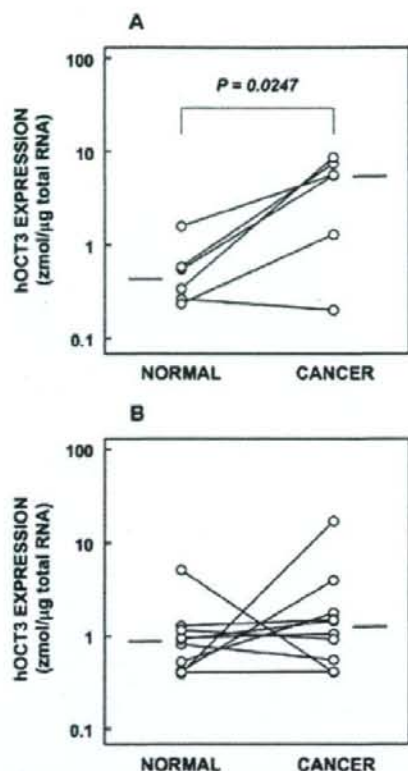 A
hOCT3 EXPRESSION
(zmol/µg total RNA)
100
10
1
0.1
P = 0.0247
NORMAL CANCER
B
hOCT3 EXPRESSION
(zmol/µg total RNA)
100
10
1
0.1
NORMAL CANCER